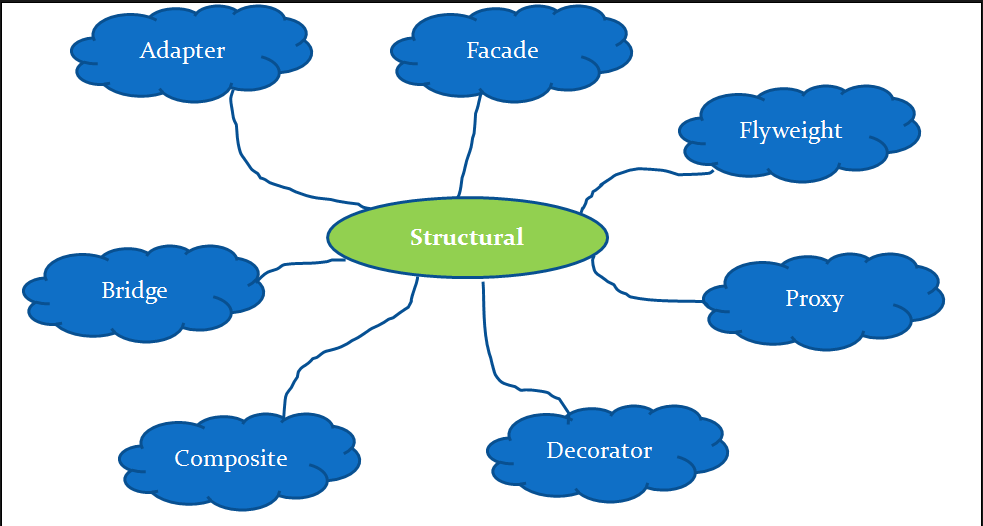 Adapter
Facade
Flyweight
Structural
Bridge
Proxy
Composite
Decorator